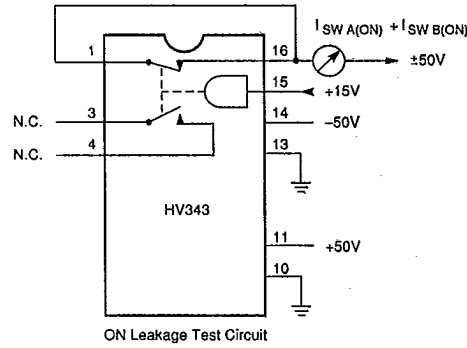 I SW A(ON) + I SW B(ON)
1
16
±50V
15
+15V
N.C.
3
14
−50V
N.C.
4
13
HV343
11
+50V
10
ON Leakage Test Circuit